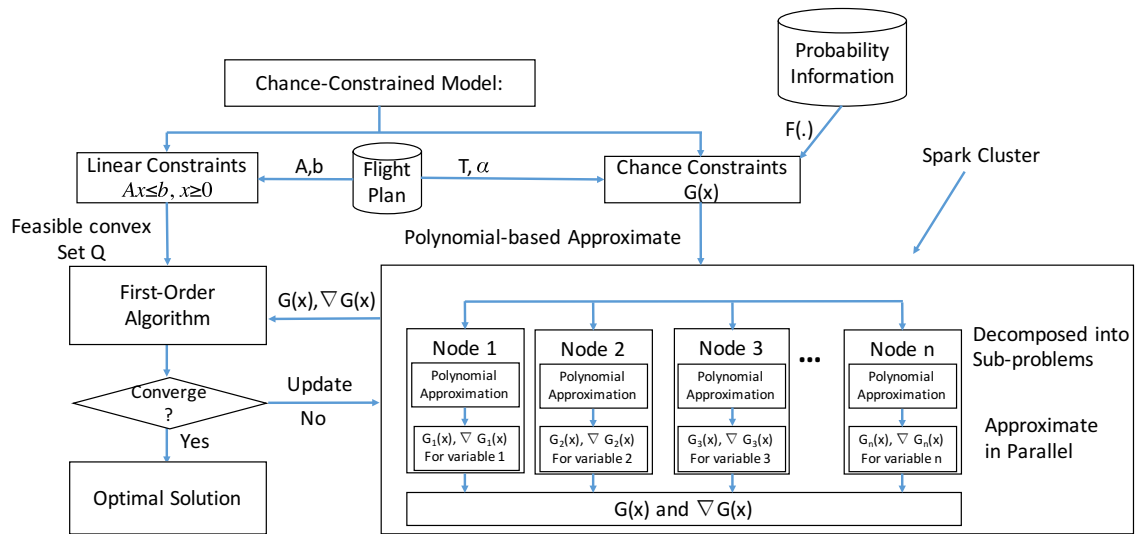 Probability
Information
Chance-Constrained Model:
F(.)
Linear Constraints
Ax≤b, x≥0
A,b
Flight
Plan
T, α
Chance Constraints
G(x)
Spark Cluster
Feasible convex
Set Q
Polynomial-based Approximate
First-Order
Algorithm
G(x), ∇ G(x)
Node 1
Node 2
Node 3
...
Node n
Decomposed into
Sub-problems
Polynomial
Approximation
Polynomial
Approximation
Polynomial
Approximation
Polynomial
Approximation
Converge
?
Update
No
Yes
G₁(x), ∇ G₁(x)
For variable 1
G₂(x), ∇ G₂(x)
For variable 2
G₃(x), ∇ G₃(x)
For variable 3
Gₙ(x), ∇ Gₙ(x)
For variable n
Approximate
in Parallel
Optimal Solution
G(x) and ∇G(x)